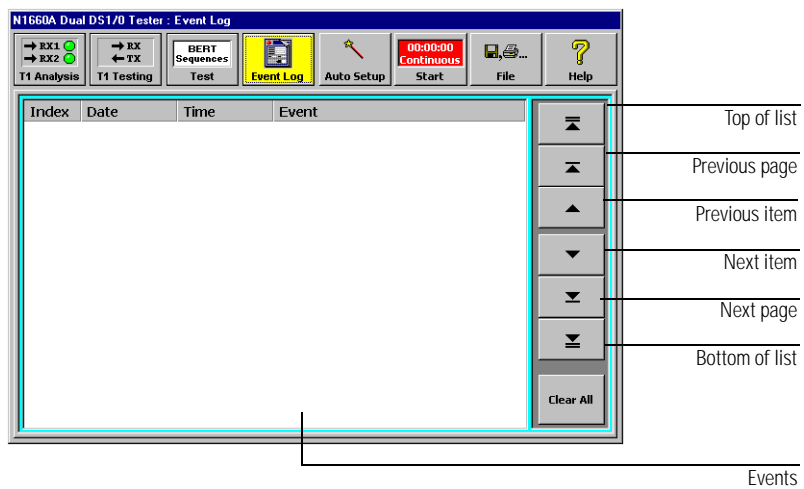 N1660A Dual DS1/0 Tester : Event Log
RX1
RX2
T1 Analysis
RX
TX
T1 Testing
BERT
Sequences
Test
Event Log
Auto Setup
00:00:00
Continuous
Start
...
File
?
Help
Index Date Time Event
Clear All
Top of list
Previous page
Previous item
Next item
Next page
Bottom of list
Events